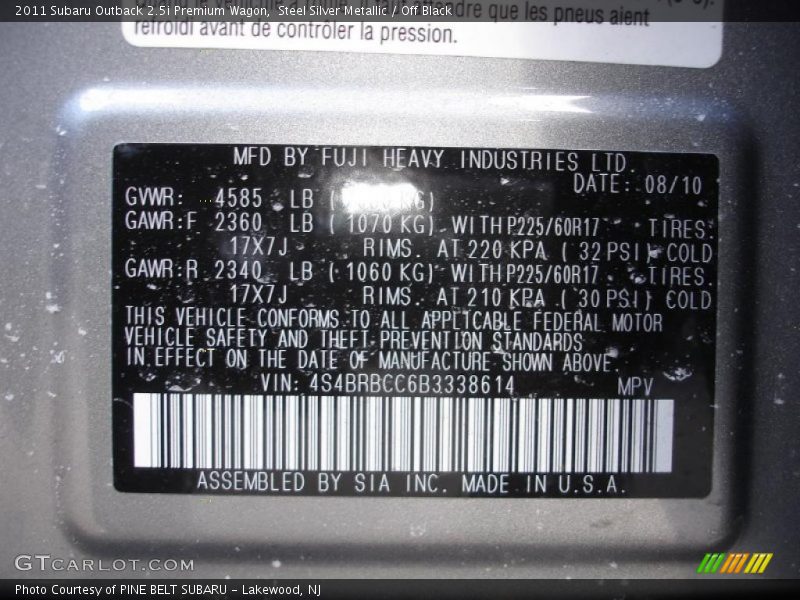 2011 Subaru Outback 2.5i Premium Wagon, Steel Silver Metallic / Off Black
que les pneus aient
refroidi avant de contrôler la pression.
MFD BY FUJI HEAVY INDUSTRIES LTD.
DATE: 08/10
GVWR: 4585 LB ( KG)
GAWR:F 2360 LB ( 1070 KG) WITH P225/60R17 TIRES.
17X7J RIMS. AT 220 KPA ( 32 PSI) COLD
GAWR:R 2340 LB ( 1060 KG) WITH P225/60R17 TIRES.
17X7J RIMS. AT 210 KPA ( 30 PSI) COLD
THIS VEHICLE CONFORMS TO ALL APPLICABLE FEDERAL MOTOR
VEHICLE SAFETY AND THEFT PREVENTION STANDARDS
IN EFFECT ON THE DATE OF MANUFACTURE SHOWN ABOVE.
VIN: 4S4BRBCC6B3338614 MPV
ASSEMBLED BY SIA INC. MADE IN U.S.A.
GTCARLOT.COM
Photo Courtesy of PINE BELT SUBARU - Lakewood, NJ